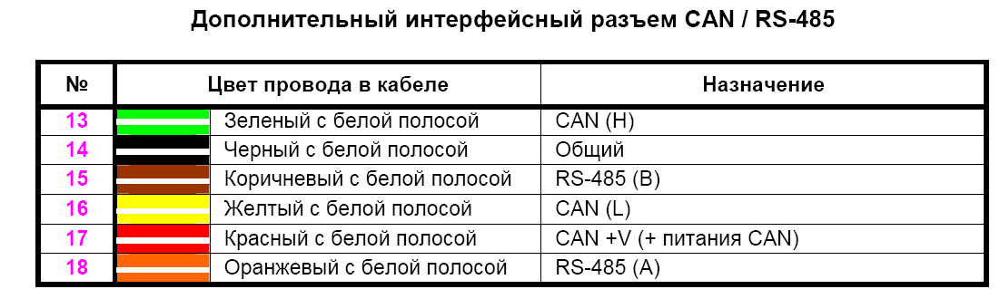 Дополнительный интерфейсный разъем CAN / RS-485
№ Цвет провода в кабеле Назначение
13 Зеленый с белой полосой CAN (H)
14 Черный с белой полосой Общий
15 Коричневый с белой полосой RS-485 (B)
16 Желтый с белой полосой CAN (L)
17 Красный с белой полосой CAN +V (+ питания CAN)
18 Оранжевый с белой полосой RS-485 (A)